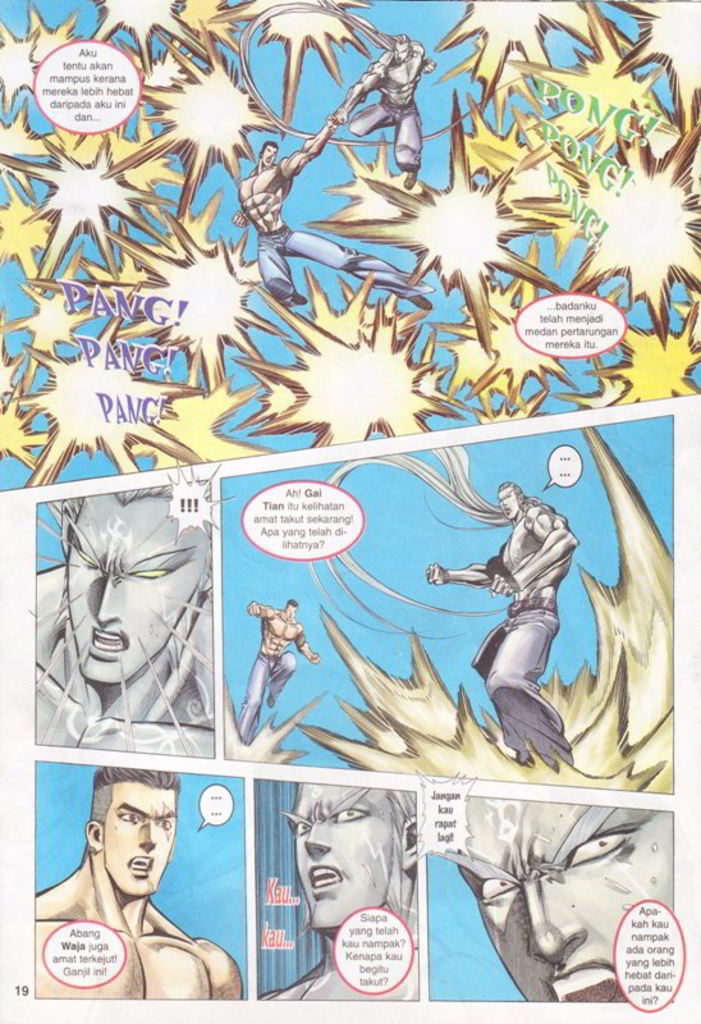 Aku
tentu akan
mampus kerana
mereka lebih hebat
daripada aku ini
dan...
PONG!
PONG!
PONG!
PANG!
PANG!
PANG!
...badanku
telah menjadi
medan pertarungan
mereka itu.
!!!
Ah! Gai
Tian itu kelihatan
amat takut sekarang!
Apa yang telah di-
lihatnya?
...
...
...
...
Abang
Waja juga
amat terkejut!
Ganjil ini!
Kau...
kau...
Siapa
kau nampak?
Kenapa kau
begitu
takut?
Jangan
kau
rapat
lagi!
Apa-
kah kau
nampak ada
orang yang
lebih hebat
dari-
pada kau
ini?
19